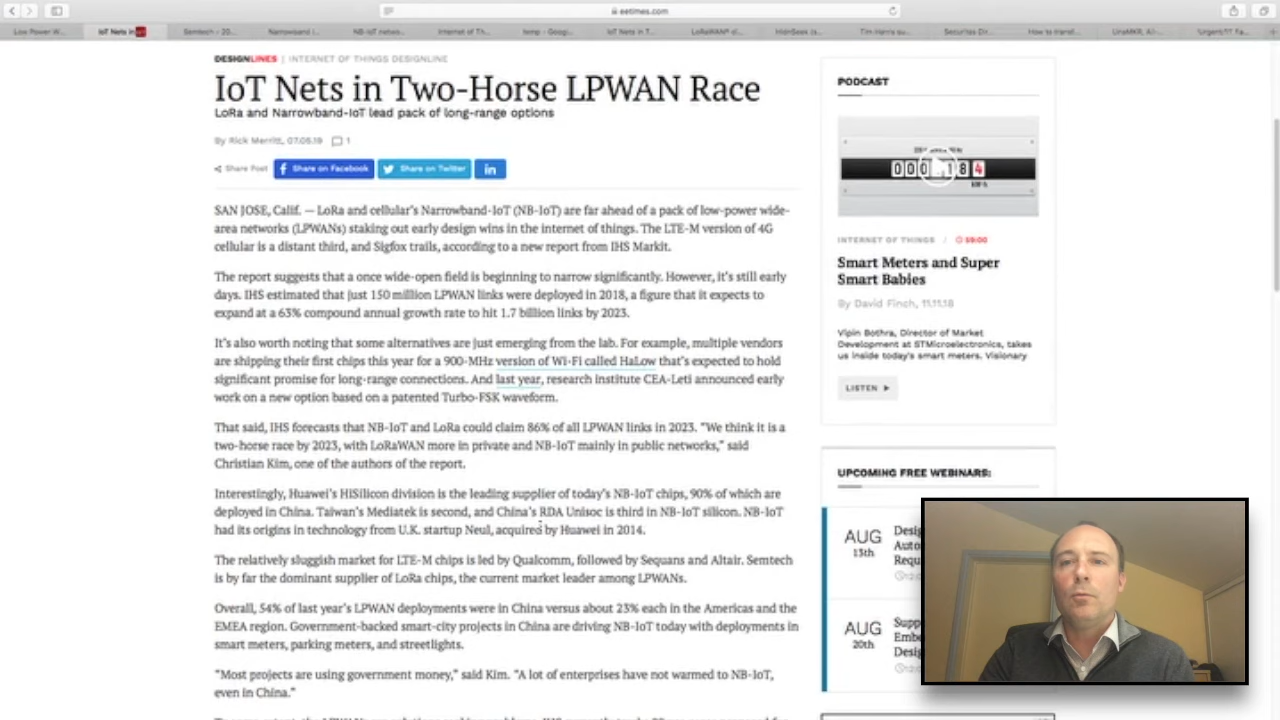 eetimes.com
Low Power W...
IoT Nets in
Semtech - 20...
Narrowband I...
NB-IoT netwo...
Internet of Th...
temp - Googl...
IoT Nets in T...
LoRaWAN® cl...
Tim Harris su...
Securitas Dir...
How to transf...
DESIGNLINES | INTERNET OF THINGS DESIGNLINE
IoT Nets in Two-Horse LPWAN Race
LoRa and Narrowband-IoT lead pack of long-range options
By Rick Merritt, 07.05.19 1
Share Post Share on Facebook Share on Twitter in
SAN JOSE, Calif. — LoRa and cellular's Narrowband-IoT (NB-IoT) are far ahead of a pack of low-power wide-
area networks (LPWANs) staking out early design wins in the internet of things. The LTE-M version of 4G
cellular is a distant third, and Sigfox trails, according to a new report from IHS Markit.
The report suggests that a once wide-open field is beginning to narrow significantly. However, it's still early
days. IHS estimated that just 150 million LPWAN links were deployed in 2018, a figure that it expects to
expand at a 63% compound annual growth rate to hit 1.7 billion links by 2023.
It's also worth noting that some alternatives are just emerging from the lab. For example, multiple vendors
are shipping their first chips this year for a 900-MHz version of Wi-Fi called HaLow that's expected to hold
significant promise for long-range connections. And last year, research institute CEA-Leti announced early
work on a new option based on a patented Turbo-FSK waveform.
That said, IHS forecasts that NB-IoT and LoRa could claim 86% of all LPWAN links in 2023. "We think it is a
two-horse race by 2023, with LoRaWAN more in private and NB-IoT mainly in public networks," said
Christian Kim, one of the authors of the report.
Interestingly, Huawei's HiSilicon division is the leading supplier of today's NB-IoT chips, 90% of which are
deployed in China. Taiwan's Mediatek is second, and China's RDA Unisoc is third in NB-IoT silicon. NB-IoT
had its origins in technology from U.K. startup Neul, acquired by Huawei in 2014.
The relatively sluggish market for LTE-M chips is led by Qualcomm, followed by Sequans and Altair. Semtech
is by far the dominant supplier of LoRa chips, the current market leader among LPWANs.
Overall, 54% of last year's LPWAN deployments were in China versus about 23% each in the Americas and the
EMEA region. Government-backed smart-city projects in China are driving NB-IoT today with deployments in
smart meters, parking meters, and streetlights.
"Most projects are using government money," said Kim. "A lot of enterprises have not warmed to NB-IoT,
even in China."
PODCAST
INTERNET OF THINGS / 59:00
Smart Meters and Super
Smart Babies
By David Finch, 11.11.18
Vipin Bothra, Director of Market
Development at STMicroelectronics, takes
us inside today's smart meters. Visionary
LISTEN
UPCOMING FREE WEBINARS:
AUG
13th
AUG
20th